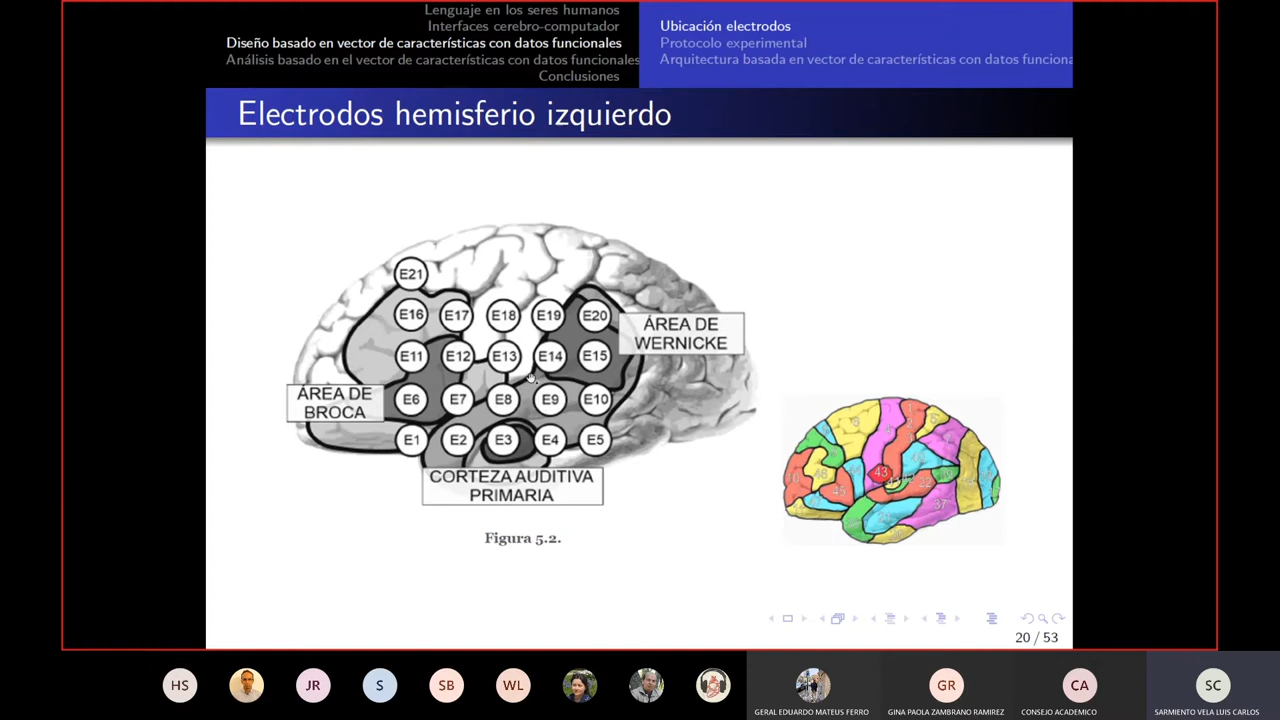 Lenguaje en los seres humanos
Interfaces cerebro-computador
Diseño basado en vector de características con datos funcionales
Análisis basado en el vector de características con datos funcionales
Conclusiones
Ubicación electrodos
Protocolo experimental
Arquitectura basada en vector de características con datos funciona
Electrodos hemisferio izquierdo
E21
E16 E17 E18 E19 E20
ÁREA DE
WERNICKE
E11 E12 E13 E14 E15
ÁREA DE
BROCA
E6 E7 E8 E9 E10
E1 E2 E3 E4 E5
CORTEZA AUDITIVA
PRIMARIA
Figura 5.2.
43
45
22
37
20 / 53
HS
JR
S
SB
WL
GR
CA
SC
GERAL EDUARDO MATEUS FERRO
GINA PAOLA ZAMBRANO RAMIREZ
CONSEJO ACADEMICO
SARMIENTO VELA LUIS CARLOS